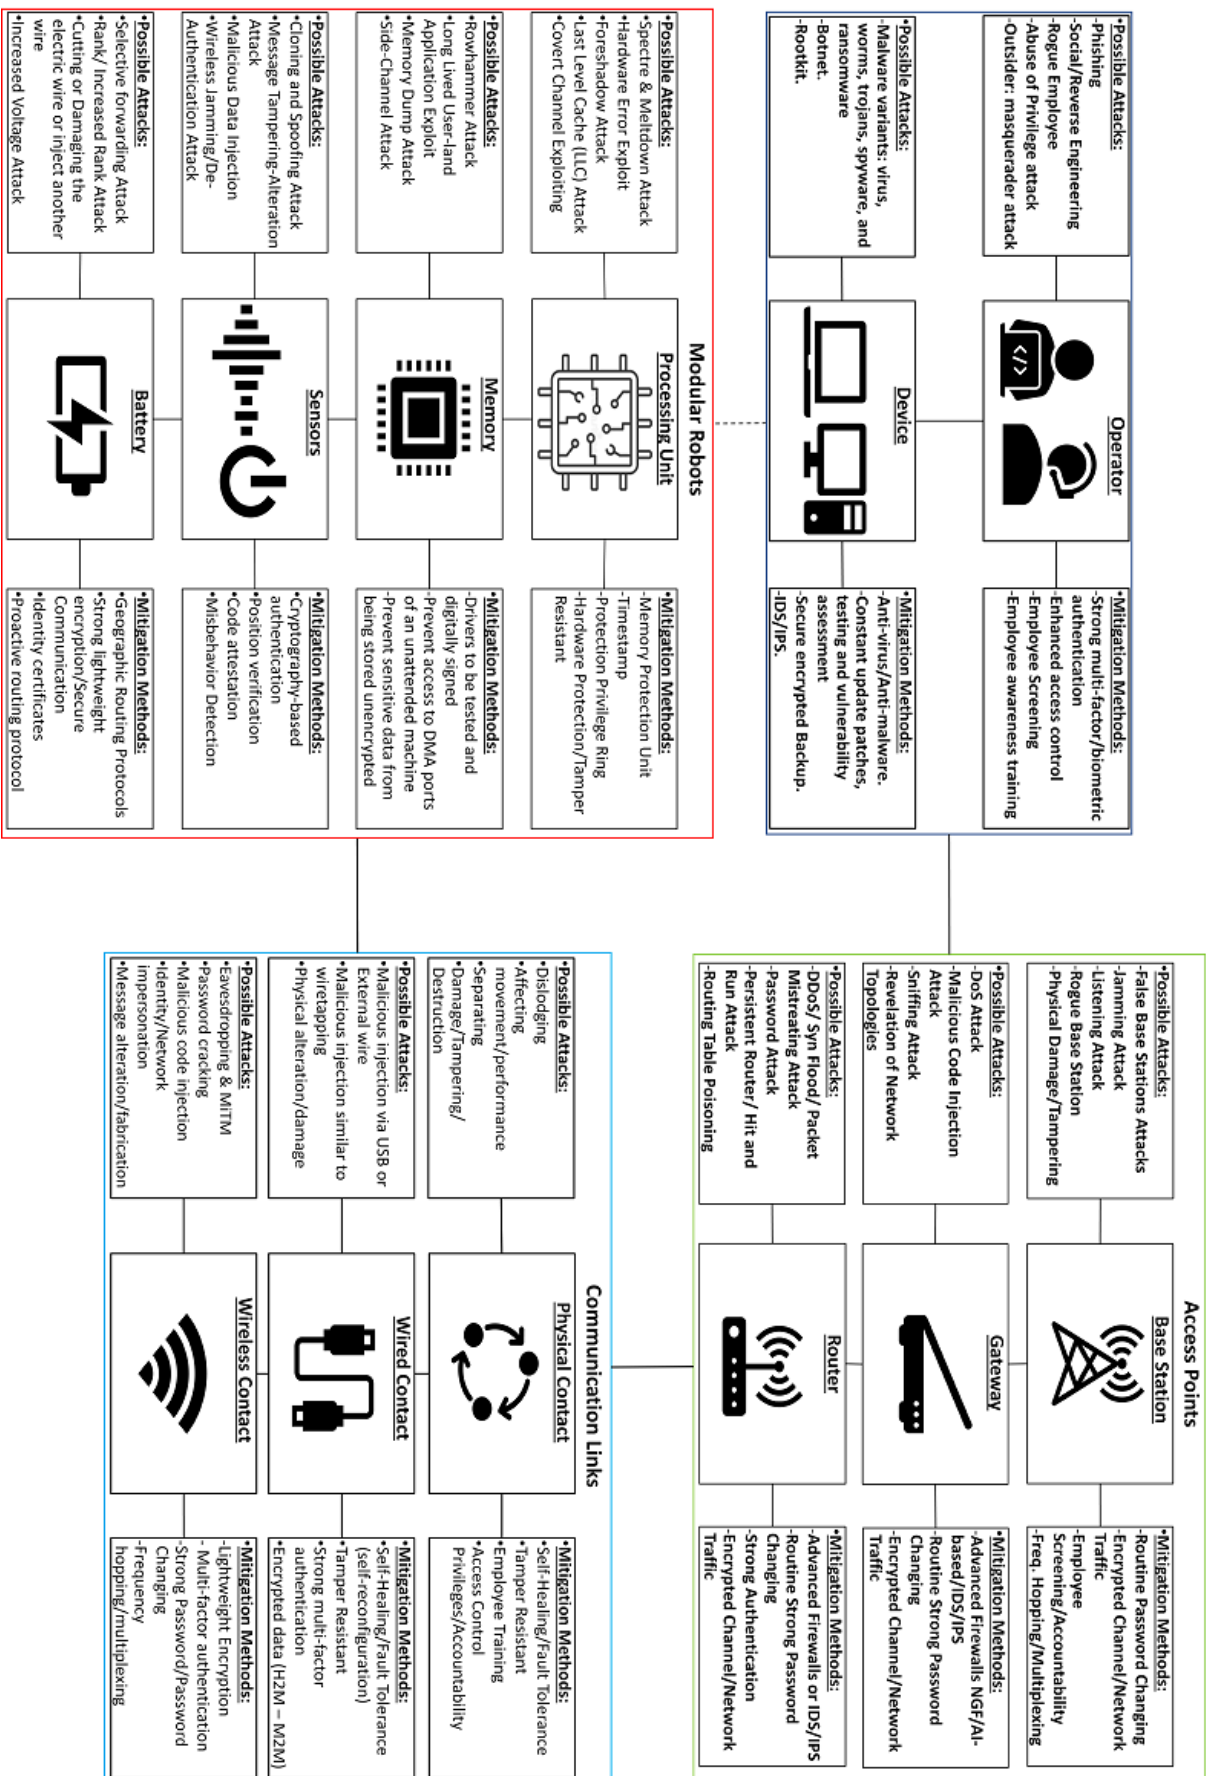 •Possible Attacks:
-Phishing
-Social/Reverse Engineering
-Rogue Employee
-Abuse of Privilege attack
-Outsider: masquerader attack
Operator
•Mitigation Methods:
-Strong multi-factor/biometric
authentication
-Enhanced access control
-Employee Screening
-Employee awareness training
•Possible Attacks:
-Malware variants: virus,
worms, trojans, spyware, and
ransomware
-Botnet.
-Rootkit.
Device
•Mitigation Methods:
-Anti-virus/Anti-malware.
-Constant update patches,
testing and vulnerability
assessment
-Secure encrypted Backup.
-IDS/IPS.
Modular Robots
•Possible Attacks:
•Spectre & Meltdown Attack
•Hardware Error Exploit
•Foreshadow Attack
•Last Level Cache (LLC) Attack
•Covert Channel Exploiting
Processing Unit
•Mitigation Methods:
-Memory Protection Unit
-Timestamp
-Protection Privilege Ring
-Hardware Protection/Tamper
Resistant
•Possible Attacks:
•Rowhammer Attack
•Long Lived User-land
Application Exploit
•Memory Dump Attack
•Side-Channel Attack
Memory
•Mitigation Methods:
-Drivers to be tested and
digitally signed
-Prevent access to DMA ports
of an unattended machine
-Prevent sensitive data from
being stored unencrypted
•Possible Attacks:
•Cloning and Spoofing Attack
•Message Tampering-Alteration
Attack
•Malicious Data Injection
•Wireless Jamming/De-
Authentication Attack
Sensors
•Mitigation Methods:
•Cryptography-based
authentication
•Position verification
•Code attestation
•Misbehavior Detection
•Possible Attacks:
•Selective forwarding Attack
•Rank/ Increased Rank Attack
•Cutting or Damaging the
electric wire or inject another
wire
•Increased Voltage Attack
Battery
•Mitigation Methods:
•Geographic Routing Protocols
•Strong lightweight
encryption/Secure
Communication
•Identity certificates
•Proactive routing protocol
Access Points
•Possible Attacks:
-False Base Stations Attacks
-Jamming Attack
-Listening Attack
-Rogue Base Station
-Physical Damage/Tampering
Base Station
•Mitigation Methods:
-Routine Password Changing
-Encrypted Channel/Network
Traffic
-Employee
Screening/Accountability
-Freq. Hopping/Multiplexing
•Possible Attacks:
-DoS Attack
-Malicious Code Injection
Attack
-Sniffing Attack
-Revelation of Network
Topologies
Gateway
•Mitigation Methods:
-Advanced Firewalls NGF/AI-
based/IDS/IPS
-Routine Strong Password
Changing
-Encrypted Channel/Network
Traffic
•Possible Attacks:
-DDoS/ Syn Flood/ Packet
Mistreating Attack
-Password Attack
-Persistent Router/ Hit and
Run Attack
-Routing Table Poisoning
Router
•Mitigation Methods:
-Advanced Firewalls or IDS/IPS
-Routine Strong Password
Changing
-Strong Authentication
-Encrypted Channel/Network
Traffic
Communication Links
•Possible Attacks:
•Dislodging
•Affecting
movement/performance
•Separating
•Damage/Tampering/
Destruction
Physical Contact
•Mitigation Methods:
•Self-Healing/Fault Tolerance
•Tamper Resistant
•Employee Training
•Access Control
Privileges/Accountability
•Possible Attacks:
•Malicious injection via USB or
External wire
•Malicious injection similar to
wiretapping
•Physical alteration/damage
Wired Contact
•Mitigation Methods:
•Self-Healing/Fault Tolerance
(self-reconfiguration)
•Tamper Resistant
•Strong multi-factor
authentication
•Encrypted data (H2M – M2M)
•Possible Attacks:
•Eavesdropping & MiTM
•Password cracking
•Malicious code injection
•Identity/Network
impersonation
•Message alteration/fabrication
Wireless Contact
•Mitigation Methods:
-Lightweight Encryption
- Multi-factor authentication
-Strong Password/Password
Changing
-Frequency
hopping/multiplexing